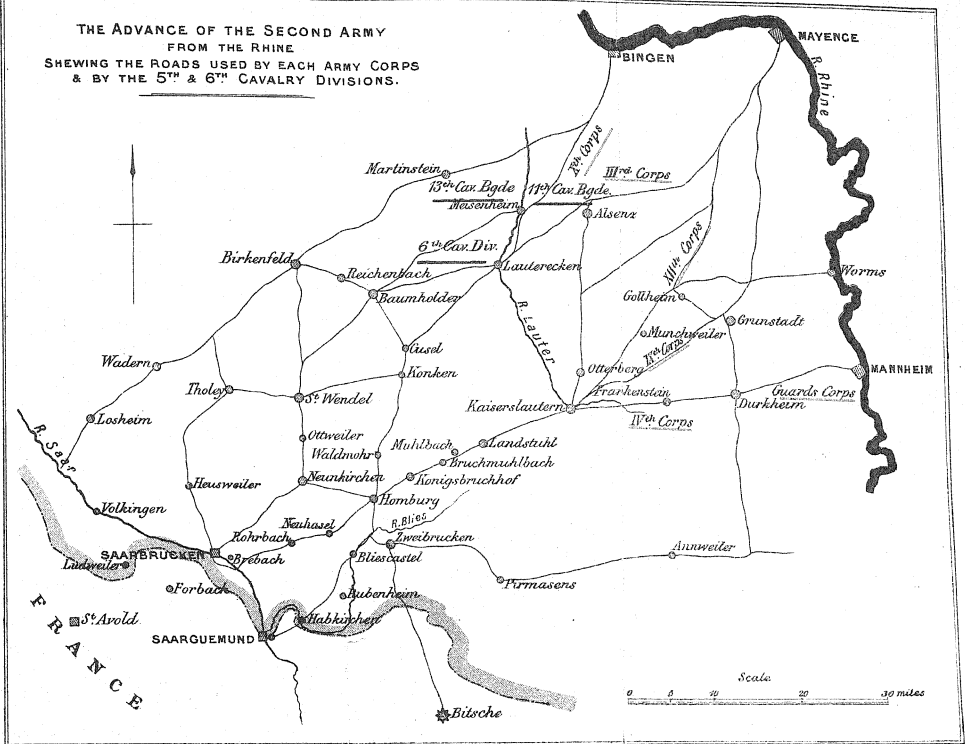 THE ADVANCE OF THE SECOND ARMY
FROM THE RHINE
SHEWING THE ROADS USED BY EACH ARMY CORPS
& BY THE 5TH & 6TH CAVALRY DIVISIONS.
MAYENCE
BINGEN
R. Rhine
Xth Corps
Martinstein
IIIrd Corps
13th Cav. Bgde
11th Cav. Bgde.
Meisenheim
Alsenz
6th Cav. Div.
XIIth Corps
Birkenfeld
Lauterecken
Reichenbach
Worms
Baumholder
Gollheim
R. Lauter
Grunstadt
Munchweiler
Cusel
IXth Corps
Wadern
Otterberg
MANNHEIM
Konken
Tholey
Frankenstein
Guards Corps
St. Wendel
Kaiserslautern
Durkheim
Losheim
IVth Corps
R. Saar
Ottweiler
Muhlbach
Landstuhl
Waldmohr
Bruchmuhlbach
Neunkirchen
Konigsbruchhof
Heusweiler
Homburg
Volkingen
R. Blies
Neuhasel
Rohrbach
Zweibrucken
SAARBRUCKEN
Brebach
Bliescastel
Annweiler
Ludweiler
Pirmasens
Forbach
Rubenheim
FRANCE
St. Avold
Habkirchen
SAARGUEMUND
Scale
0 5 10 20 30 miles
Bitsche